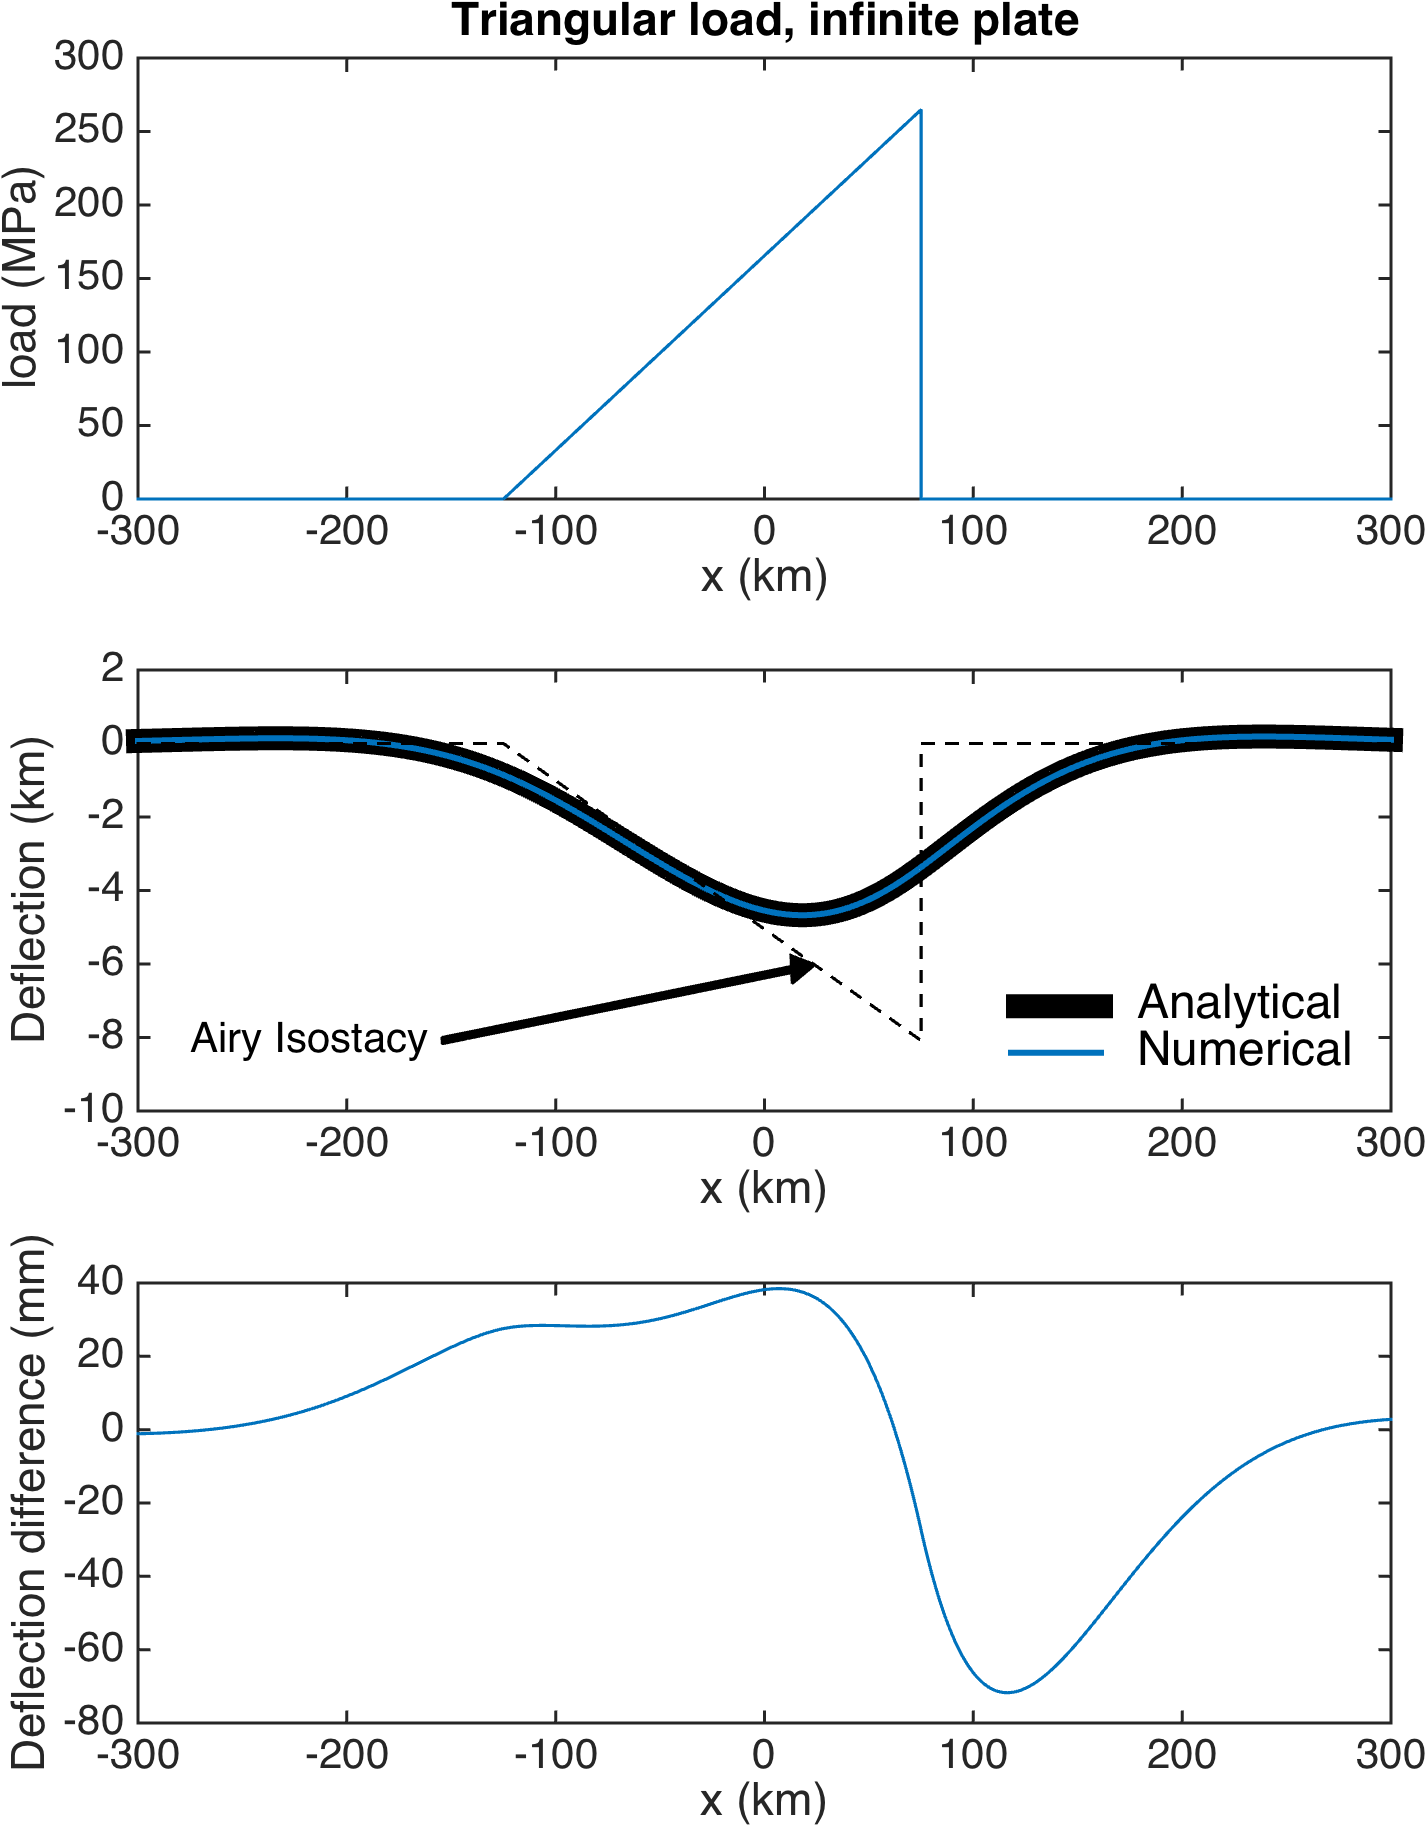 Triangular load, infinite plate
300
250
200
150
100
50
0
load (MPa)
-300 -200 -100 0 100 200 300
x (km)
2
0
-2
-4
-6
-8
-10
Deflection (km)
Airy Isostacy
Analytical
Numerical
-300 -200 -100 0 100 200 300
x (km)
40
20
0
-20
-40
-60
-80
Deflection difference (mm)
-300 -200 -100 0 100 200 300
x (km)